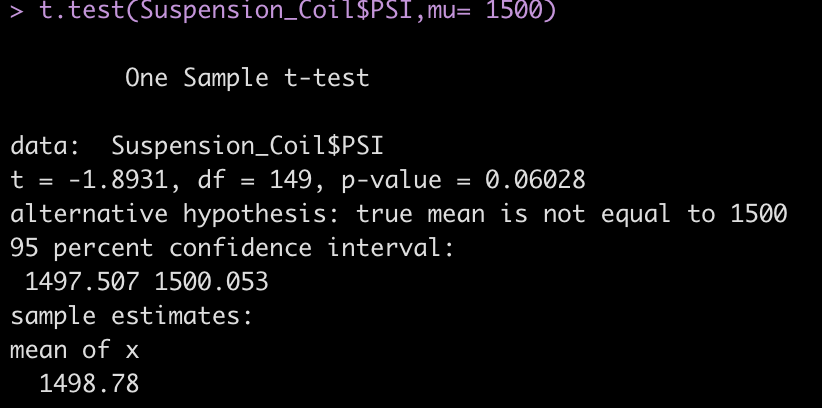 > t.test(Suspension_Coil$PSI,mu= 1500)
One Sample t-test
data:  Suspension_Coil$PSI
t = -1.8931, df = 149, p-value = 0.06028
alternative hypothesis: true mean is not equal to 1500
95 percent confidence interval:
1497.507 1500.053
sample estimates:
mean of x
1498.78